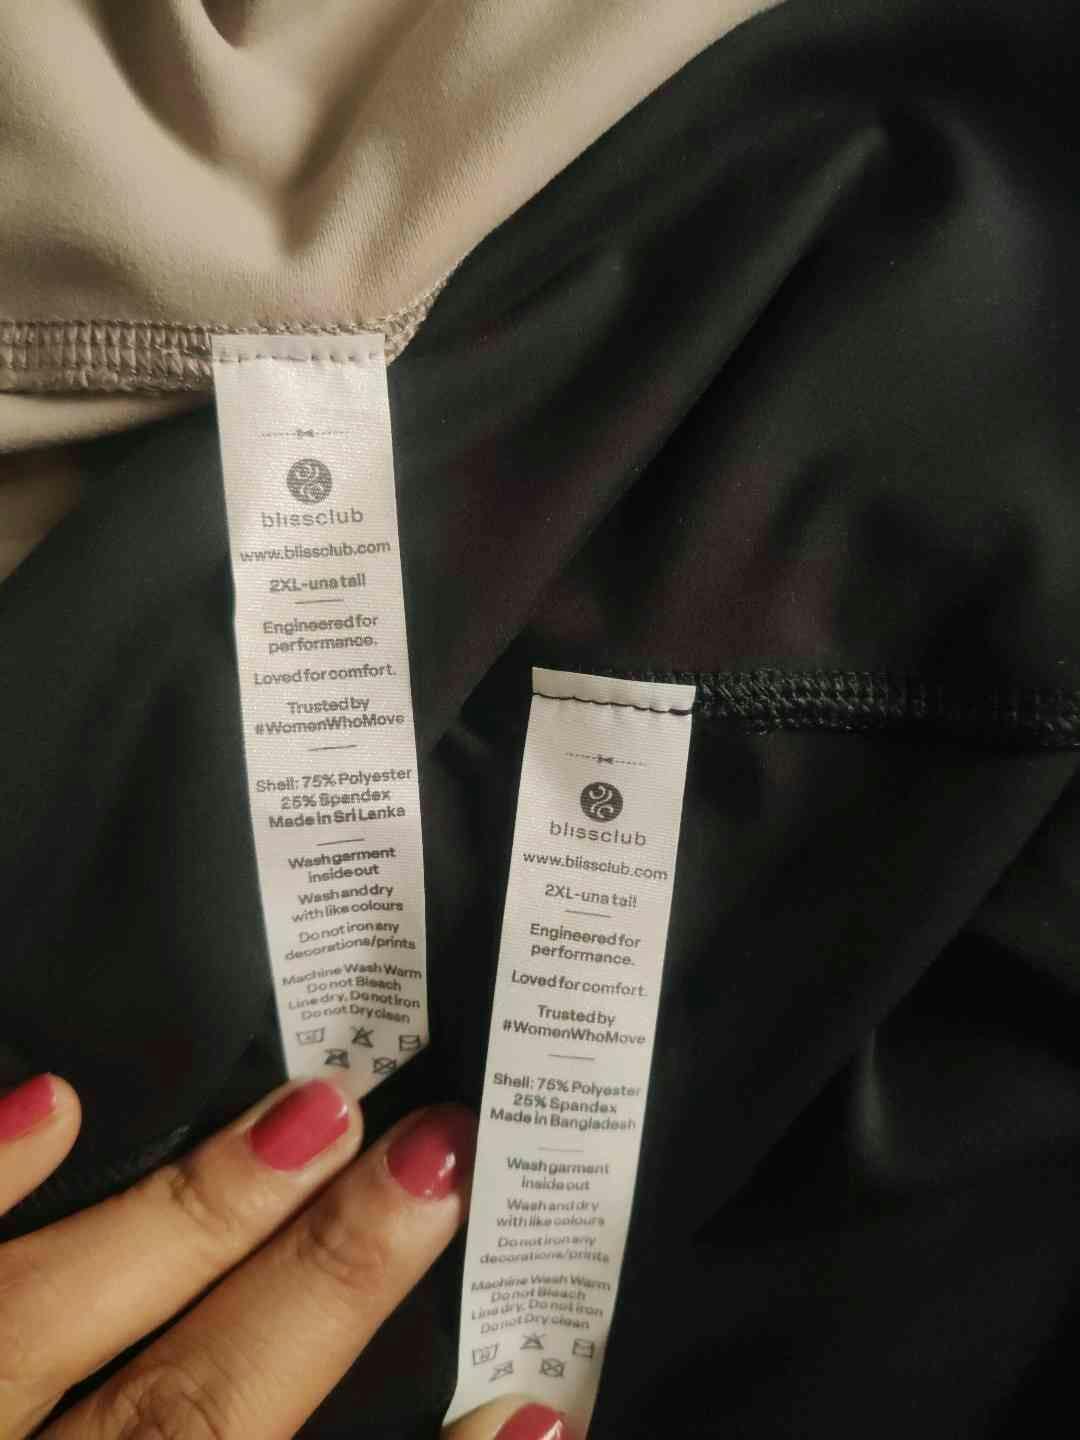 blissclub
www.blissclub.com
2XL-una tall
Engineered for
performance.
Loved for comfort.
Trusted by
#WomenWhoMove
Shell: 75% Polyester
25% Spandex
Made in Sri Lanka
Wash garment
inside out
Wash and dry
with like colours
Do not iron any
decorations/prints
Machine Wash Warm
Do not Bleach
Line dry, Do not iron
Do not Dry clean
blissclub
www.blissclub.com
2XL-una tall
Engineered for
performance.
Loved for comfort.
Trusted by
#WomenWhoMove
Shell: 75% Polyester
25% Spandex
Made in Bangladesh
Wash garment
inside out
Wash and dry
with like colours
Do not iron any
decorations/prints
Machine Wash Warm
Do not Bleach
Line dry, Do not iron
Do not Dry clean